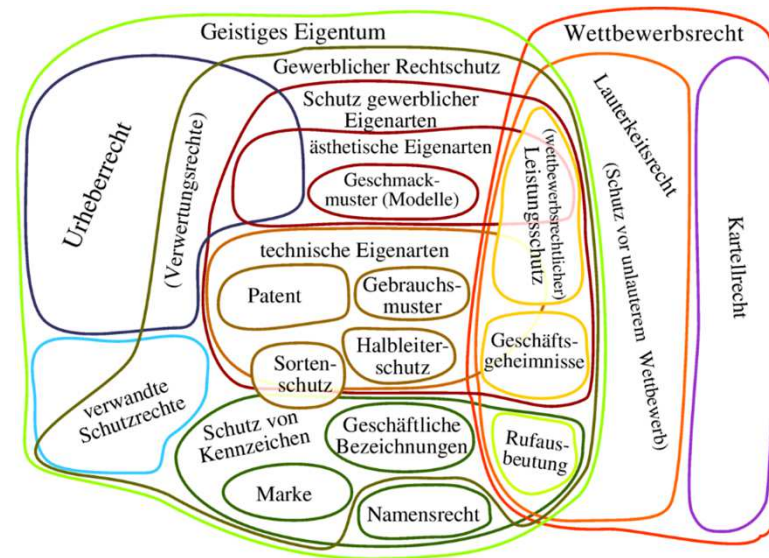 Geistiges Eigentum
Wettbewerbsrecht
Gewerblicher Rechtschutz
Schutz gewerblicher
Eigenarten
ästhetische Eigenarten
Geschmack-
muster (Modelle)
Urheberrecht
(Verwertungsrechte)
technische Eigenarten
Patent
Gebrauchs-
muster
Sorten-
schutz
Halbleiter-
schutz
(wettbewerbsrechtlicher)
Leistungsschutz
Geschäfts-
geheimnisse
Lauterkeitsrecht
(Schutz vor unlauterem Wettbewerb)
Kartellrecht
verwandte
Schutzrechte
Schutz von
Kennzeichen
Geschäftliche
Bezeichnungen
Rufaus-
beutung
Marke
Namensrecht